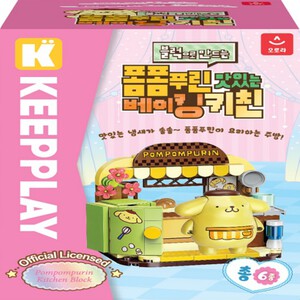 블럭으로 만드는
오로라
폼폼푸린 맛있는
베이킹 키친
맛있는 냄새가 솔솔~ 폼폼푸린이 요리하는 주방!
K
KEEPPLAY
POMPOMPURIN
Official Licensed
Pompompurin
Kitchen Block
총 6종